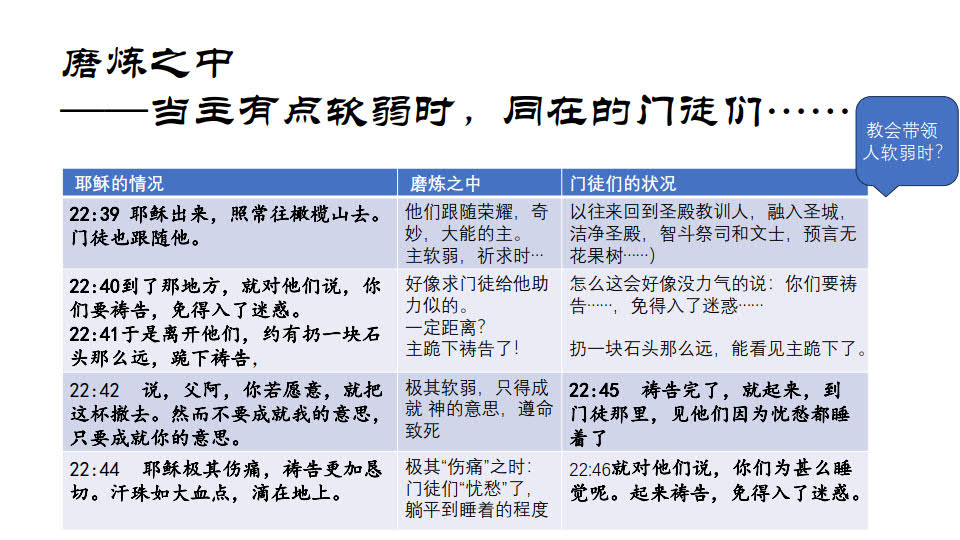 磨炼之中
——当主有点软弱时，同在的门徒们……
教会带领
人软弱时？
耶稣的情况
磨炼之中
门徒们的状况
22:39 耶稣出来，照常往橄榄山去。
门徒也跟随他。
他们跟随荣耀，奇
妙，大能的主。
主软弱，祈求时…
以往来回到圣殿教训人，融入圣城，
洁净圣殿，智斗祭司和文士，预言无
花果树……）
22:40到了那地方，就对他们说，你
们要祷告，免得入了迷惑。
22:41于是离开他们，约有扔一块石
头那么远，跪下祷告，
好像求门徒给他助
力似的。
一定距离？
主跪下祷告了！
怎么这会好像没力气的说：你们要祷
告……，免得入了迷惑……
扔一块石头那么远，能看见主跪下了。
22:42 说，父阿，你若愿意，就把
这杯撤去。然而不要成就我的意思，
只要成就你的意思。
极其软弱，只得成
就 神的意思，遵命
致死
22:45 祷告完了，就起来，到
门徒那里，见他们因为忧愁都睡
着了
22:44 耶稣极其伤痛，祷告更加恳
切。汗珠如大血点，滴在地上。
极其“伤痛”之时：
门徒们“忧愁”了，
躺平到睡着的程度
22:46就对他们说，你们为甚么睡
觉呢。起来祷告，免得入了迷惑。